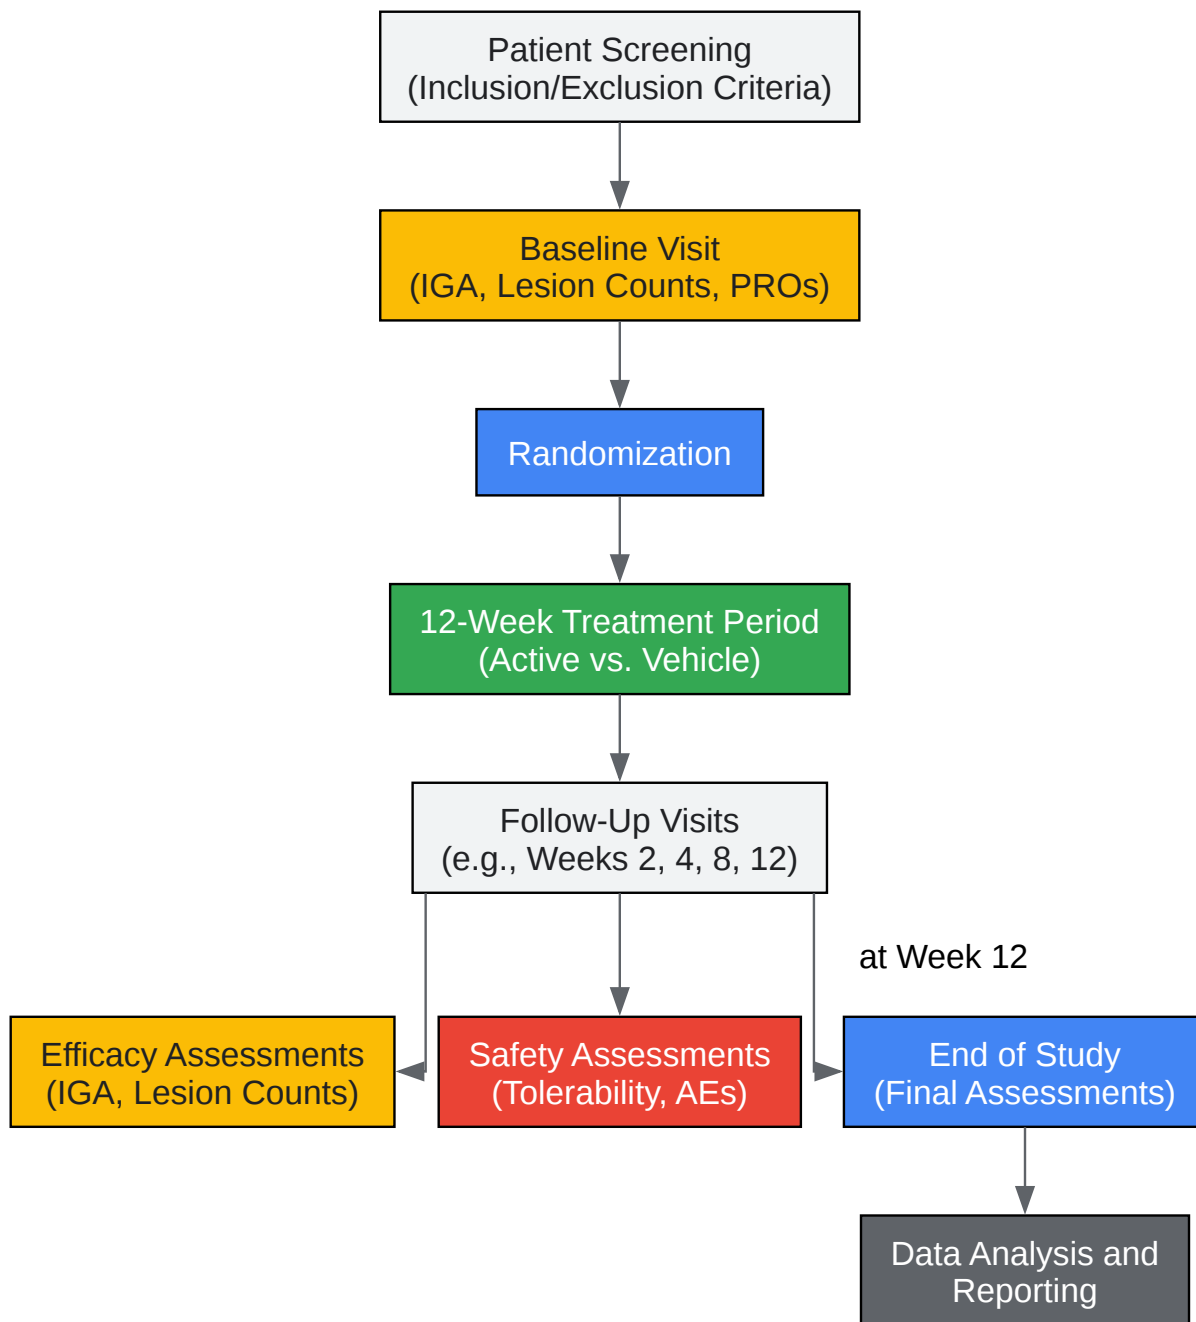 Patient Screening
(Inclusion/Exclusion Criteria)
Baseline Visit
(IGA, Lesion Counts, PROs)
Randomization
12-Week Treatment Period
(Active vs. Vehicle)
Follow-Up Visits
(e.g., Weeks 2, 4, 8, 12)
at Week 12
Efficacy Assessments
(IGA, Lesion Counts)
Safety Assessments
(Tolerability, AEs)
End of Study
(Final Assessments)
Data Analysis and
Reporting